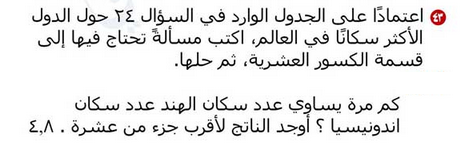 ٤٣ اعتمادًا على الجدول الوارد في السؤال ٢٤ حول الدول
الأكثر سكانًا في العالم، اكتب مسألةً تحتاج فيها إلى
قسمة الكسور العشرية، ثم حلها.
كم مرة يساوي عدد سكان الهند عدد سكان
اندونيسيا ؟ أوجد الناتج لأقرب جزء من عشرة . ٤,٨